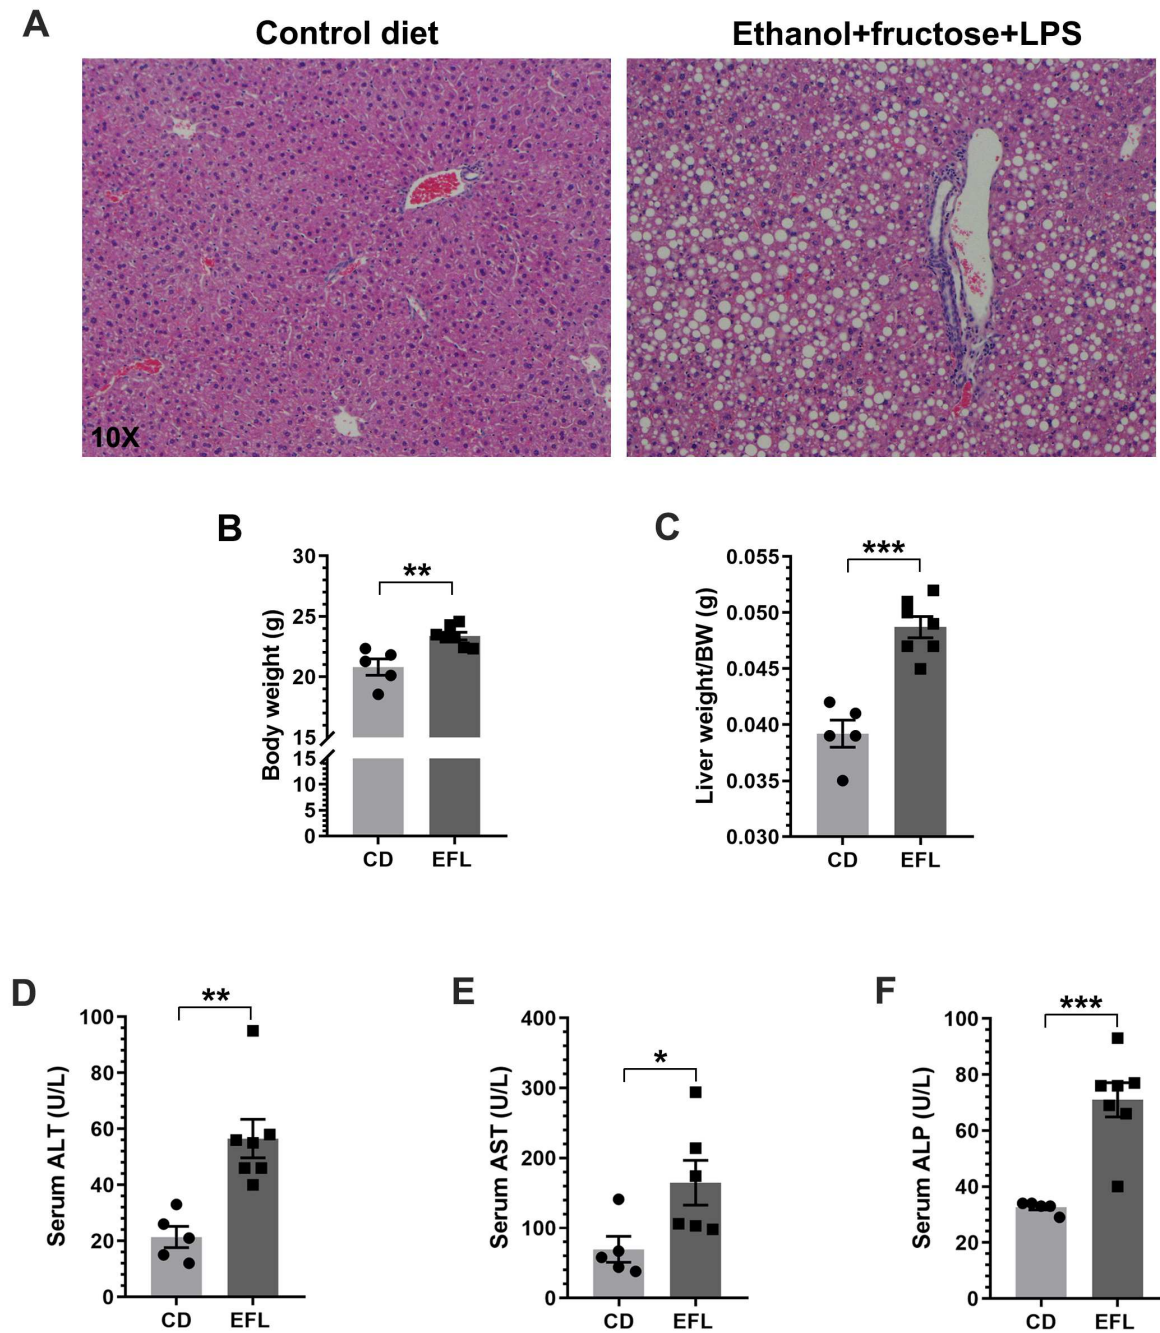 A
Control diet
Ethanol+fructose+LPS
10X
B
Body weight (g)
30
25
20
15
15
10
5
0
**
CD
EFL
C
Liver weight/BW (g)
0.055
0.050
0.045
0.040
0.035
0.030
***
CD
EFL
D
Serum ALT (U/L)
100
80
60
40
20
0
**
CD
EFL
E
Serum AST (U/L)
400
300
200
100
0
*
CD
EFL
F
Serum ALP (U/L)
100
80
60
40
20
0
***
CD
EFL